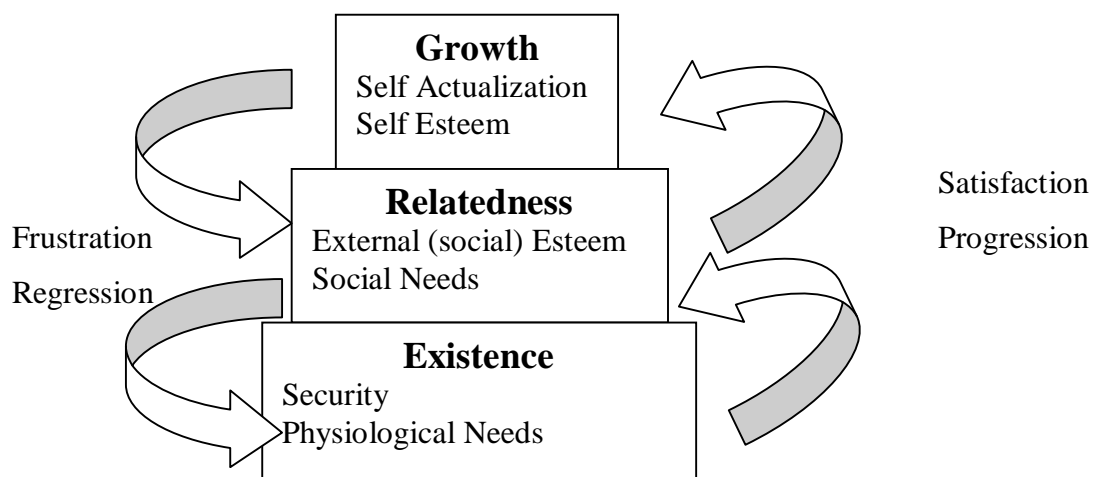 Growth
Self Actualization
Self Esteem
Relatedness
External (social) Esteem
Social Needs
Existence
Security
Physiological Needs
Frustration
Regression
Satisfaction
Progression